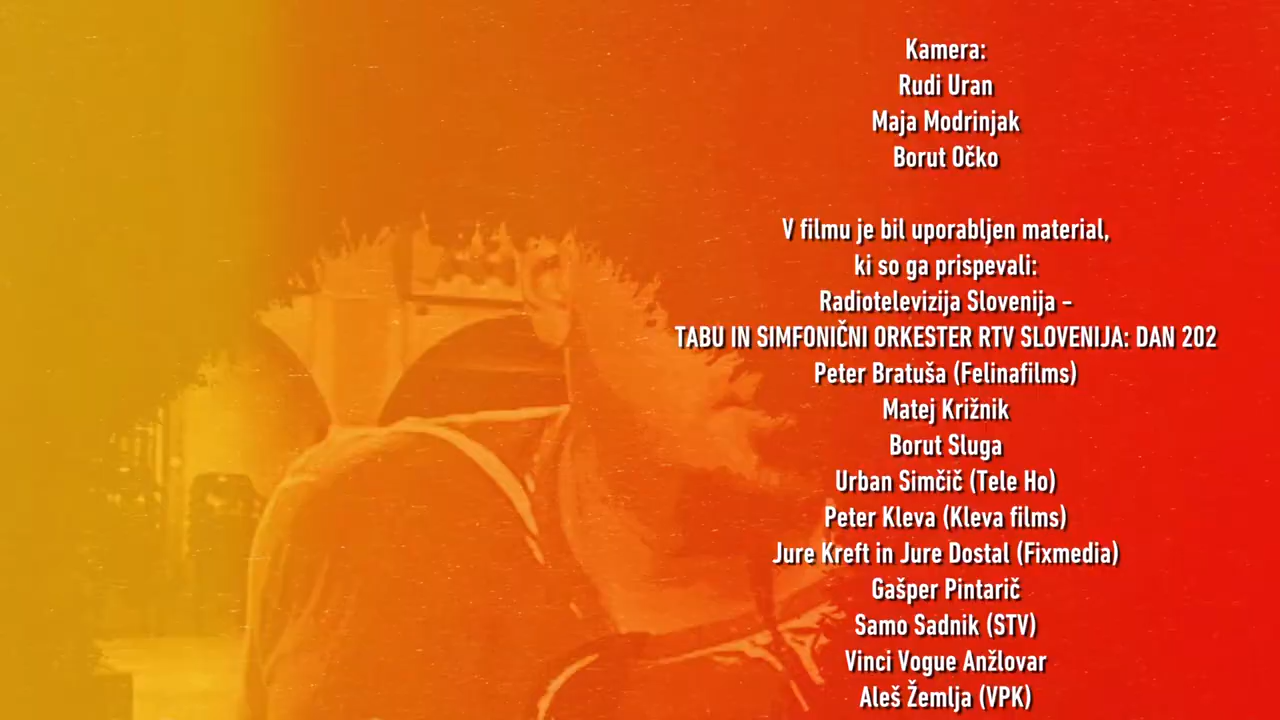 Kamera:
Rudi Uran
Maja Modrinjak
Borut Očko
V filmu je bil uporabljen material,
ki so ga prispevali:
Radiotelevizija Slovenija -
TABU IN SIMFONIČNI ORKESTER RTV SLOVENIJA: DAN 202
Peter Bratuša (Felinafilms)
Matej Križnik
Borut Sluga
Urban Simčič (Tele Ho)
Peter Kleva (Kleva films)
Jure Kreft in Jure Dostal (Fixmedia)
Gašper Pintarič
Samo Sadnik (STV)
Vinci Vogue Anžlovar
Aleš Žemlja (VPK)